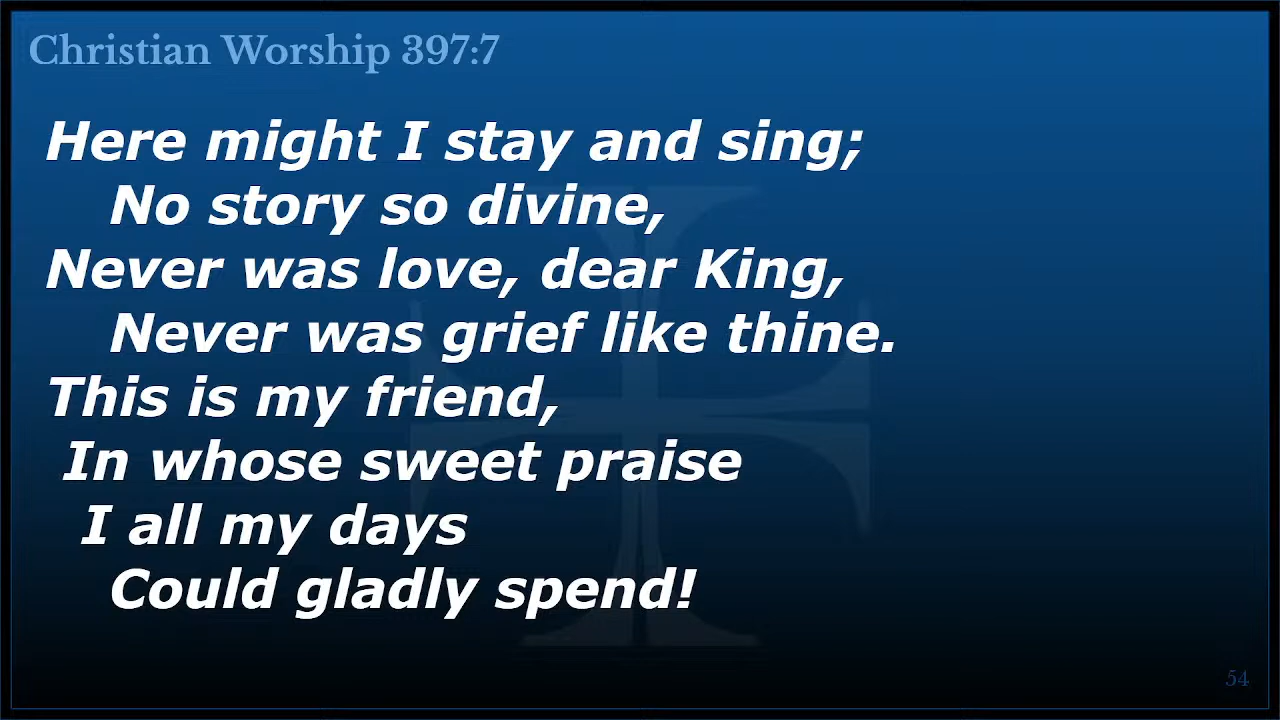 Christian Worship 397:7
Here might I stay and sing;
No story so divine,
Never was love, dear King,
Never was grief like thine.
This is my friend,
In whose sweet praise
I all my days
Could gladly spend!
54